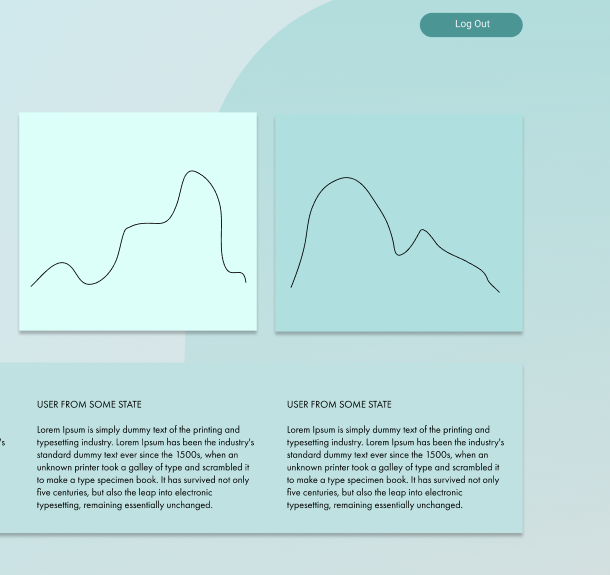 Log Out
's
USER FROM SOME STATE
Lorem Ipsum is simply dummy text of the printing and
typesetting industry. Lorem Ipsum has been the industry's
standard dummy text ever since the 1500s, when an
unknown printer took a galley of type and scrambled it
to make a type specimen book. It has survived not only
five centuries, but also the leap into electronic
typesetting, remaining essentially unchanged.
USER FROM SOME STATE
Lorem Ipsum is simply dummy text of the printing and
typesetting industry. Lorem Ipsum has been the industry's
standard dummy text ever since the 1500s, when an
unknown printer took a galley of type and scrambled it
to make a type specimen book. It has survived not only
five centuries, but also the leap into electronic
typesetting, remaining essentially unchanged.